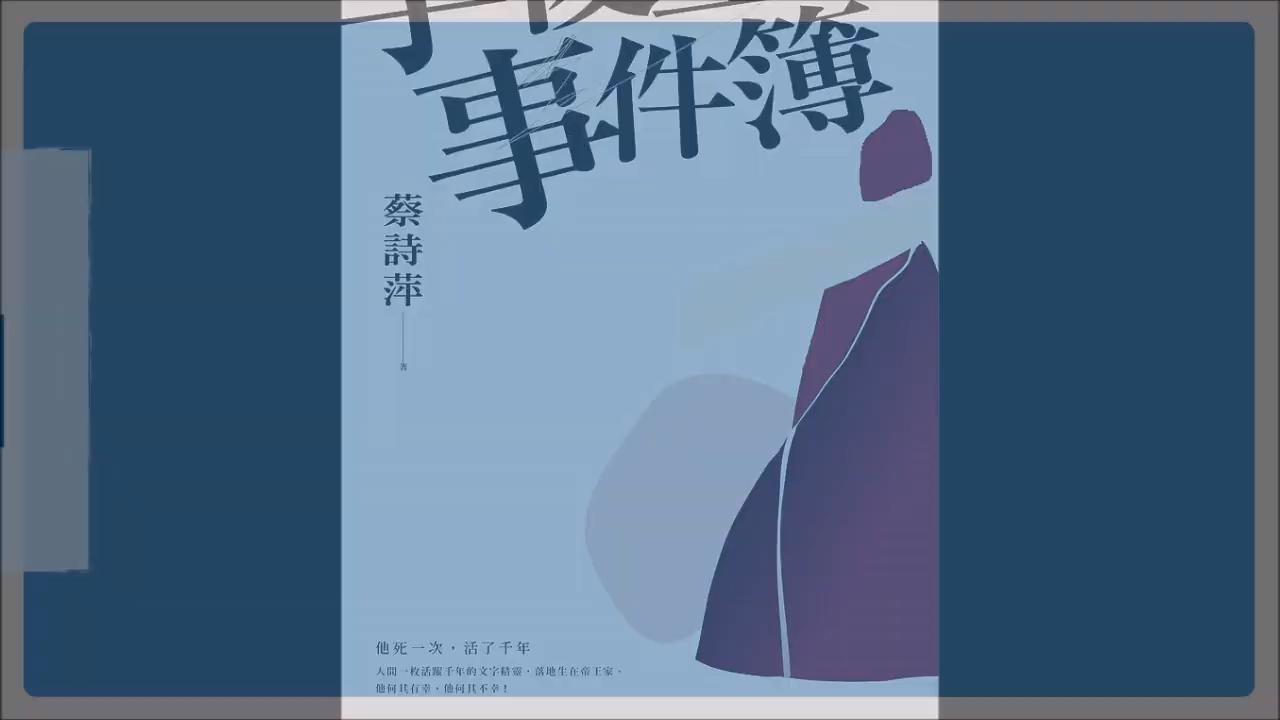 事件簿
蔡詩萍
著
他死一次，活了千年
人間一枚活躍千年的文字精靈，落地生在帝王家。
他何其有幸，他何其不幸！